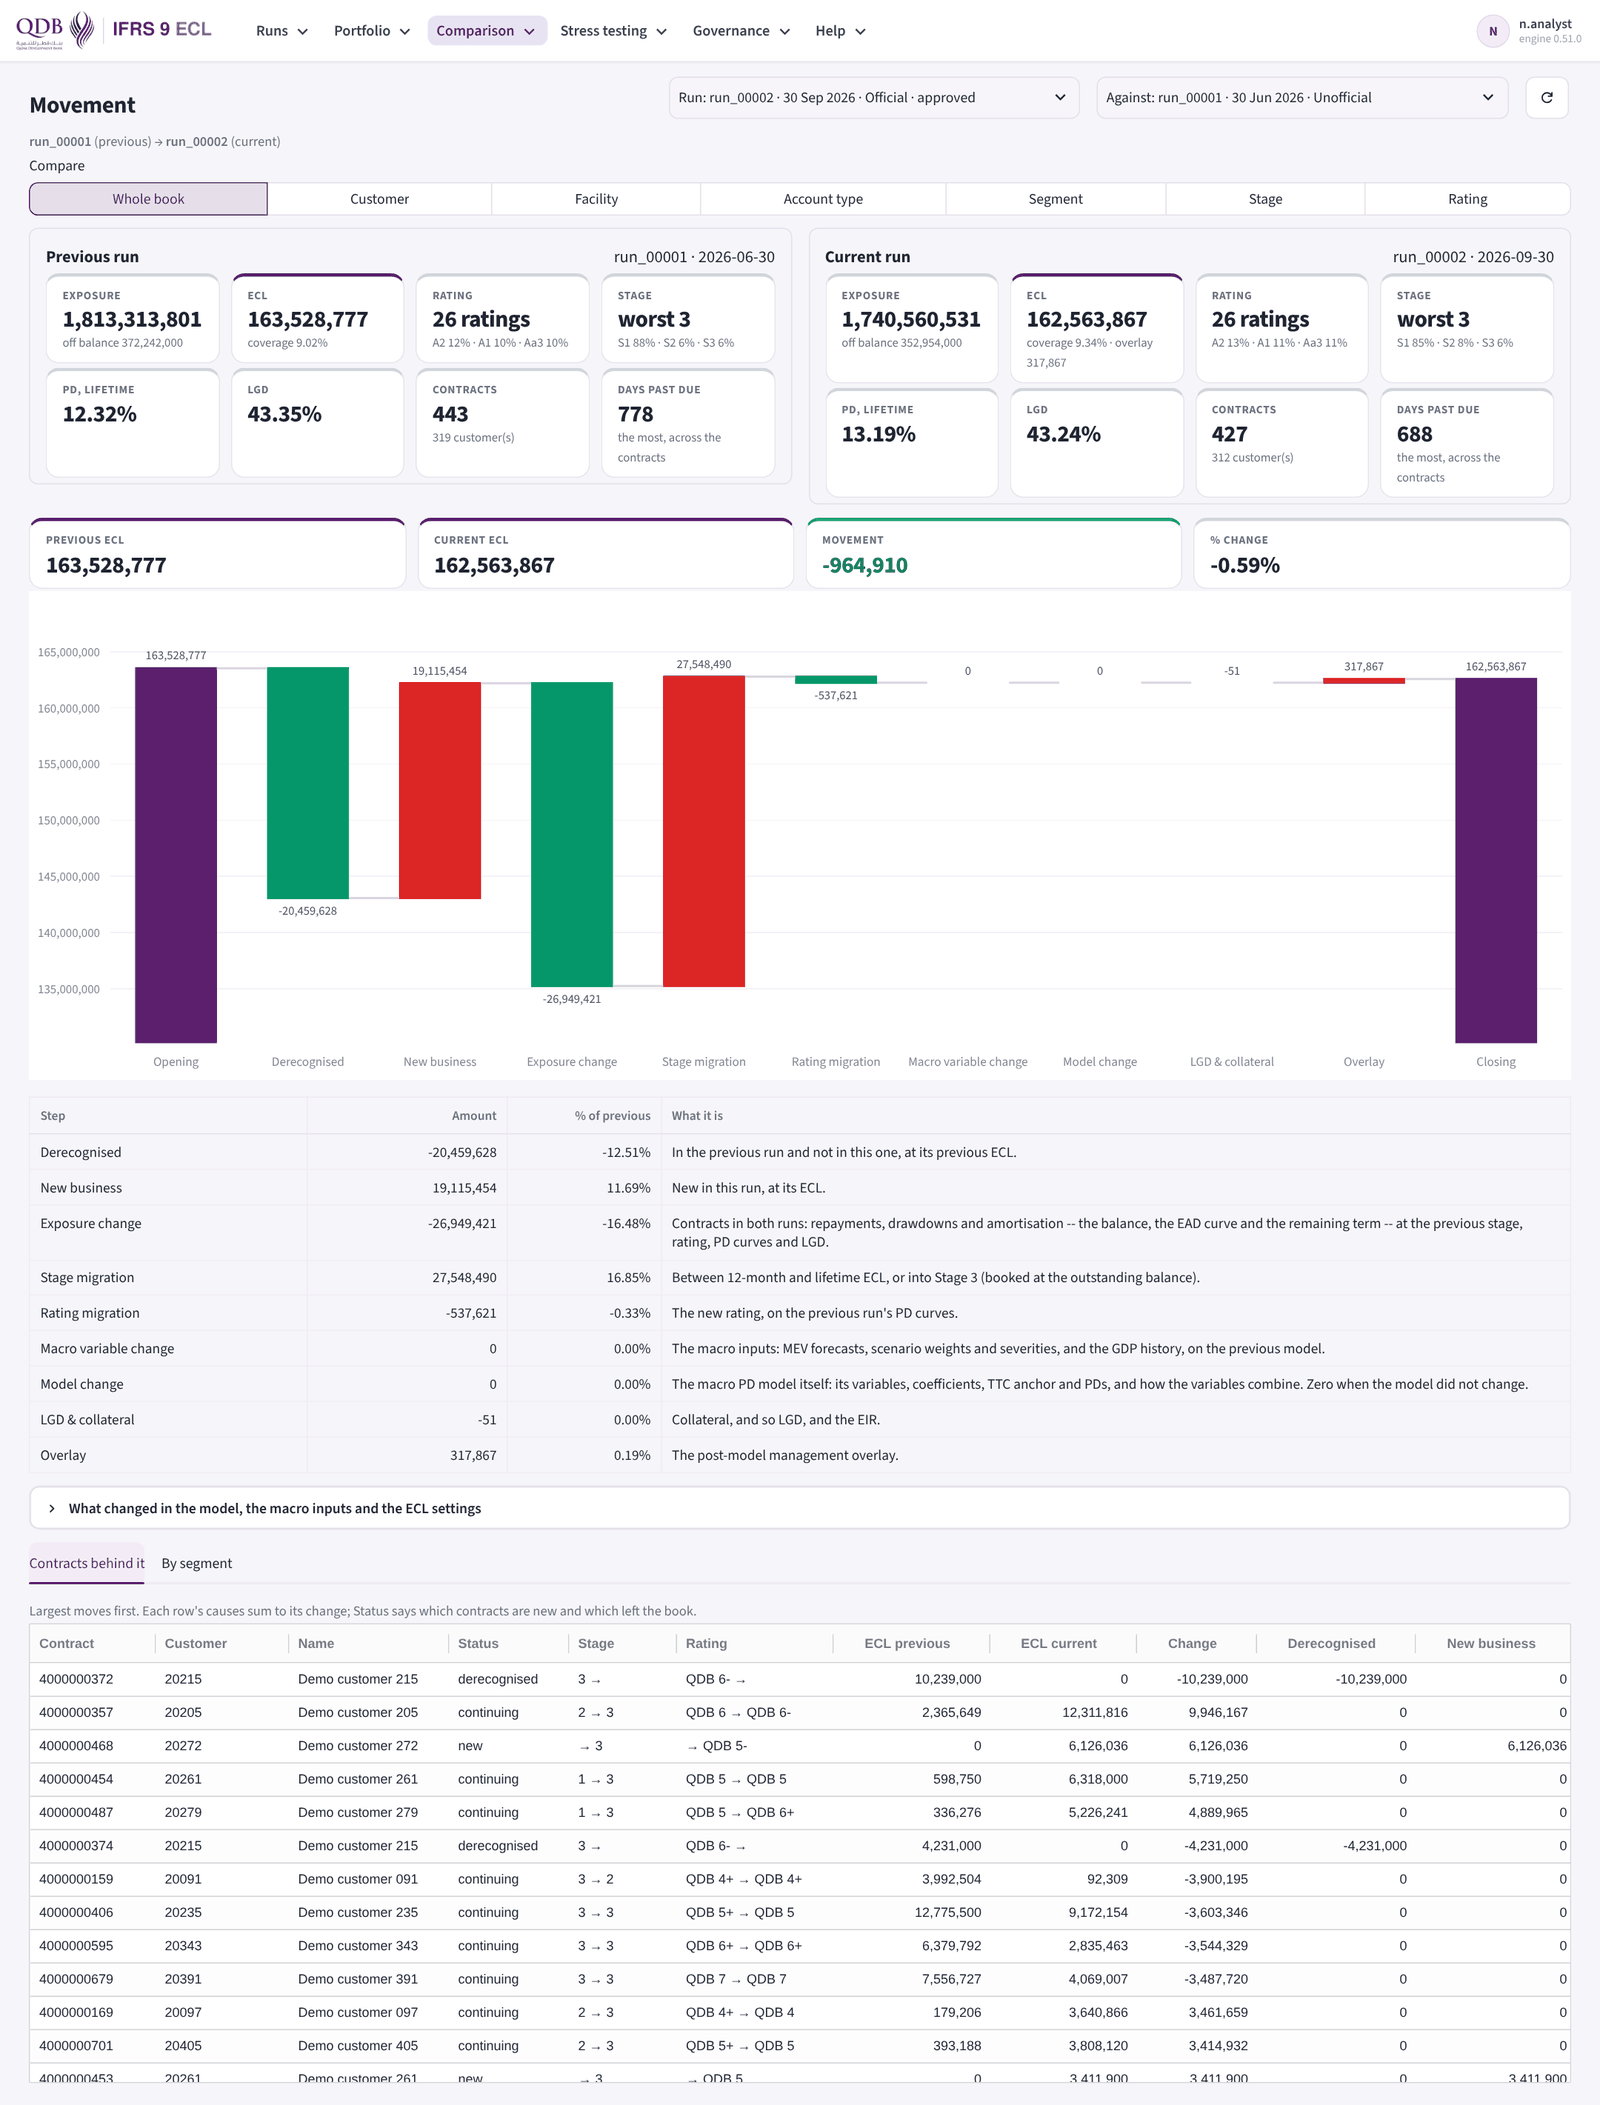 QDB
IFRS 9 ECL
Runs
Portfolio
Comparison
Stress testing
Governance
Help
N
n.analyst
engine 0.51.0
Movement
Run: run_00002 · 30 Sep 2026 · Official · approved
Against: run_00001 · 30 Jun 2026 · Unofficial
run_00001 (previous) → run_00002 (current)
Compare
Whole book
Customer
Facility
Account type
Segment
Stage
Rating
Previous run
run_00001 · 2026-06-30
EXPOSURE
1,813,313,801
off balance 372,242,000
ECL
163,528,777
coverage 9.02%
RATING
26 ratings
A2 12% · A1 10% · Aa3 10%
STAGE
worst 3
S1 88% · S2 6% · S3 6%
PD, LIFETIME
12.32%
LGD
43.35%
CONTRACTS
443
319 customer(s)
DAYS PAST DUE
778
the most, across the
contracts
Current run
run_00002 · 2026-09-30
EXPOSURE
1,740,560,531
off balance 352,954,000
ECL
162,563,867
coverage 9.34% · overlay
317,867
RATING
26 ratings
A2 13% · A1 11% · Aa3 11%
STAGE
worst 3
S1 85% · S2 8% · S3 6%
PD, LIFETIME
13.19%
LGD
43.24%
CONTRACTS
427
312 customer(s)
DAYS PAST DUE
688
the most, across the
contracts
PREVIOUS ECL
163,528,777
CURRENT ECL
162,563,867
MOVEMENT
-964,910
% CHANGE
-0.59%
165,000,000
160,000,000
155,000,000
150,000,000
145,000,000
140,000,000
135,000,000
163,528,777
-20,459,628
19,115,454
-26,949,421
27,548,490
-537,621
0
0
-51
317,867
162,563,867
Opening
Derecognised
New business
Exposure change
Stage migration
Rating migration
Macro variable change
Model change
LGD & collateral
Overlay
Closing
Step Amount % of previous What it is
Derecognised -20,459,628 -12.51% In the previous run and not in this one, at its previous ECL.
New business 19,115,454 11.69% New in this run, at its ECL.
Exposure change -26,949,421 -16.48% Contracts in both runs: repayments, drawdowns and amortisation -- the balance, the EAD curve and the remaining term -- at the previous stage,
rating, PD curves and LGD.
Stage migration 27,548,490 16.85% Between 12-month and lifetime ECL, or into Stage 3 (booked at the outstanding balance).
Rating migration -537,621 -0.33% The new rating, on the previous run's PD curves.
Macro variable change 0 0.00% The macro inputs: MEV forecasts, scenario weights and severities, and the GDP history, on the previous model.
Model change 0 0.00% The macro PD model itself: its variables, coefficients, TTC anchor and PDs, and how the variables combine. Zero when the model did not change.
LGD & collateral -51 0.00% Collateral, and so LGD, and the EIR.
Overlay 317,867 0.19% The post-model management overlay.
What changed in the model, the macro inputs and the ECL settings
Contracts behind it
By segment
Largest moves first. Each row's causes sum to its change; Status says which contracts are new and which left the book.
Contract Customer Name Status Stage Rating ECL previous ECL current Change Derecognised New business
4000000372 20215 Demo customer 215 derecognised 3 → QDB 6- → 10,239,000 0 -10,239,000 -10,239,000 0
4000000357 20205 Demo customer 205 continuing 2 → 3 QDB 6 → QDB 6- 2,365,649 12,311,816 9,946,167 0 0
4000000468 20272 Demo customer 272 new → 3 → QDB 5- 0 6,126,036 6,126,036 0 6,126,036
4000000454 20261 Demo customer 261 continuing 1 → 3 QDB 5 → QDB 5 598,750 6,318,000 5,719,250 0 0
4000000487 20279 Demo customer 279 continuing 1 → 3 QDB 5 → QDB 6+ 336,276 5,226,241 4,889,965 0 0
4000000374 20215 Demo customer 215 derecognised 3 → QDB 6- → 4,231,000 0 -4,231,000 -4,231,000 0
4000000159 20091 Demo customer 091 continuing 3 → 2 QDB 4+ → QDB 4+ 3,992,504 92,309 -3,900,195 0 0
4000000406 20235 Demo customer 235 continuing 3 → 3 QDB 5+ → QDB 5 12,775,500 9,172,154 -3,603,346 0 0
4000000595 20343 Demo customer 343 continuing 3 → 3 QDB 6+ → QDB 6+ 6,379,792 2,835,463 -3,544,329 0 0
4000000679 20391 Demo customer 391 continuing 3 → 3 QDB 7 → QDB 7 7,556,727 4,069,007 -3,487,720 0 0
4000000169 20097 Demo customer 097 continuing 2 → 3 QDB 4+ → QDB 4 179,206 3,640,866 3,461,659 0 0
4000000701 20405 Demo customer 405 continuing 2 → 3 QDB 5+ → QDB 5 393,188 3,808,120 3,414,932 0 0
4000000453 20261 Demo customer 261 new → 3 → QDB 5 0 3,411,900 3,411,900 0 3,411,900